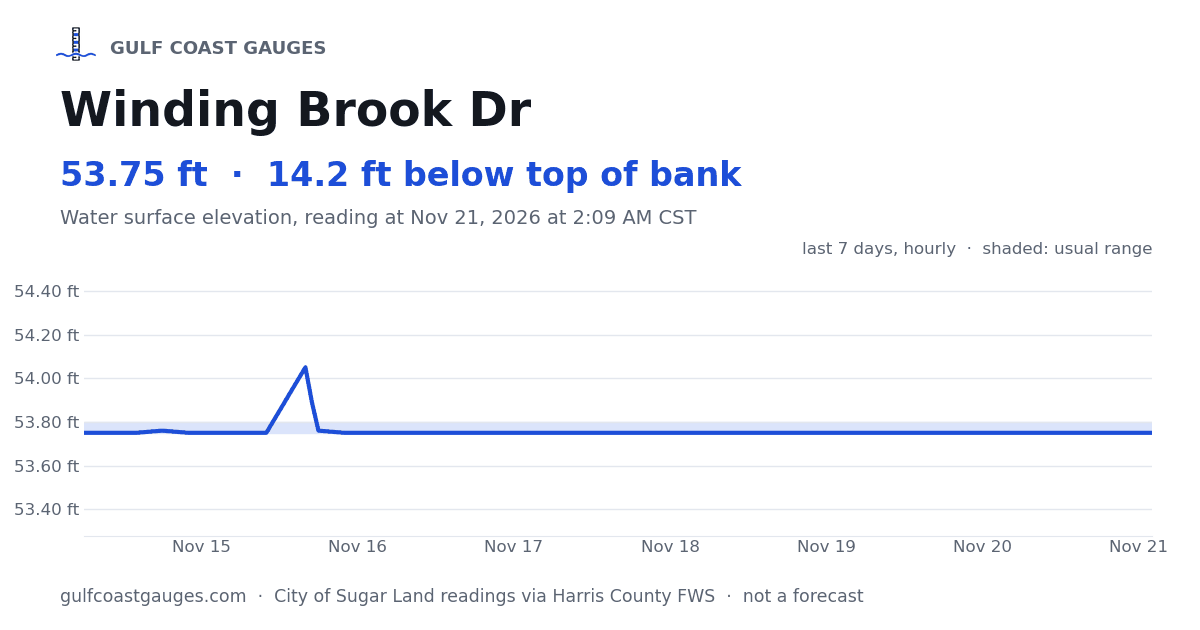 GULF COAST GAUGES
Winding Brook Dr
53.75 ft · 14.2 ft below top of bank
Water surface elevation, reading at Nov 21, 2026 at 2:09 AM CST
last 7 days, hourly · shaded: usual range
54.40 ft
54.20 ft
54.00 ft
53.80 ft
53.60 ft
53.40 ft
Nov 15 Nov 16 Nov 17 Nov 18 Nov 19 Nov 20 Nov 21
gulfcoastgauges.com · City of Sugar Land readings via Harris County FWS · not a forecast